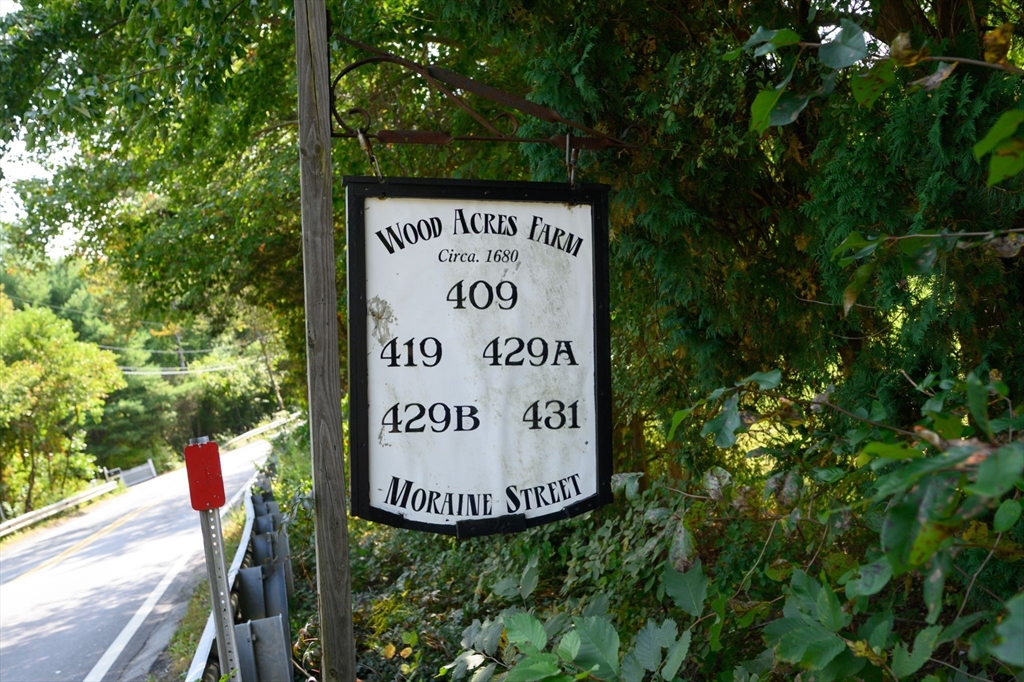 Wood Acres Farm
Circa. 1680
409
419 429A
429B 431
Moraine Street